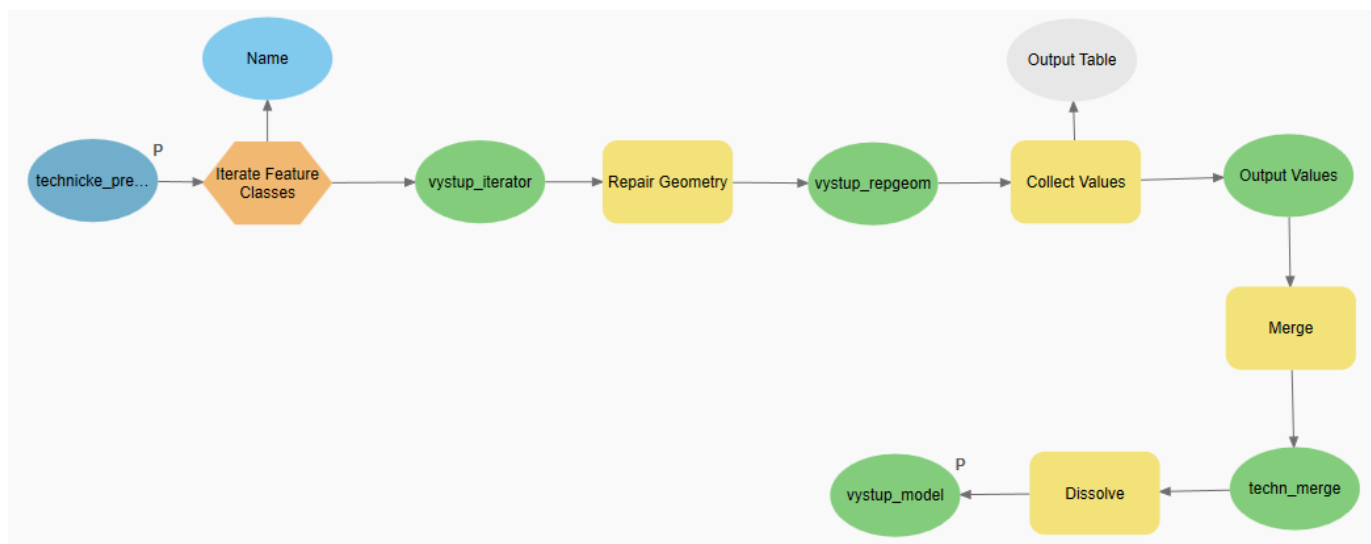 Name
Output Table
P
technicke_pre...
Iterate Feature
Classes
vystup_iterator
Repair Geometry
vystup_repgeom
Collect Values
Output Values
Merge
P
vystup_model
Dissolve
techn_merge